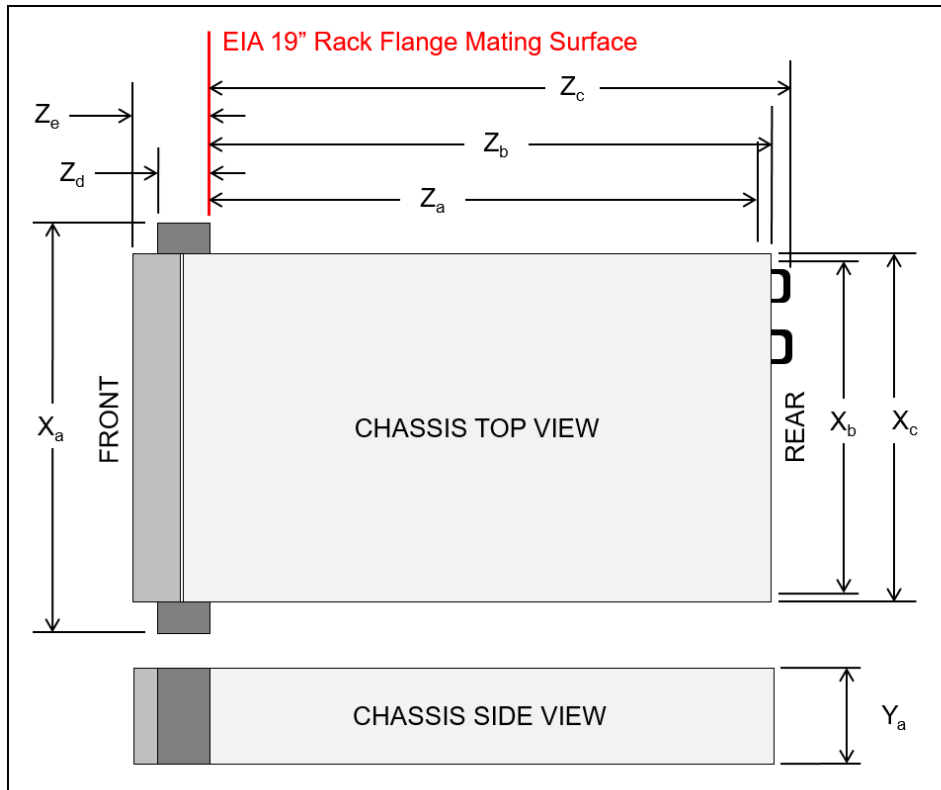 EIA 19” Rack Flange Mating Surface
Zc
Ze
Zb
Zd
Za
Xa
FRONT
CHASSIS TOP VIEW
REAR
Xb
Xc
CHASSIS SIDE VIEW
Ya